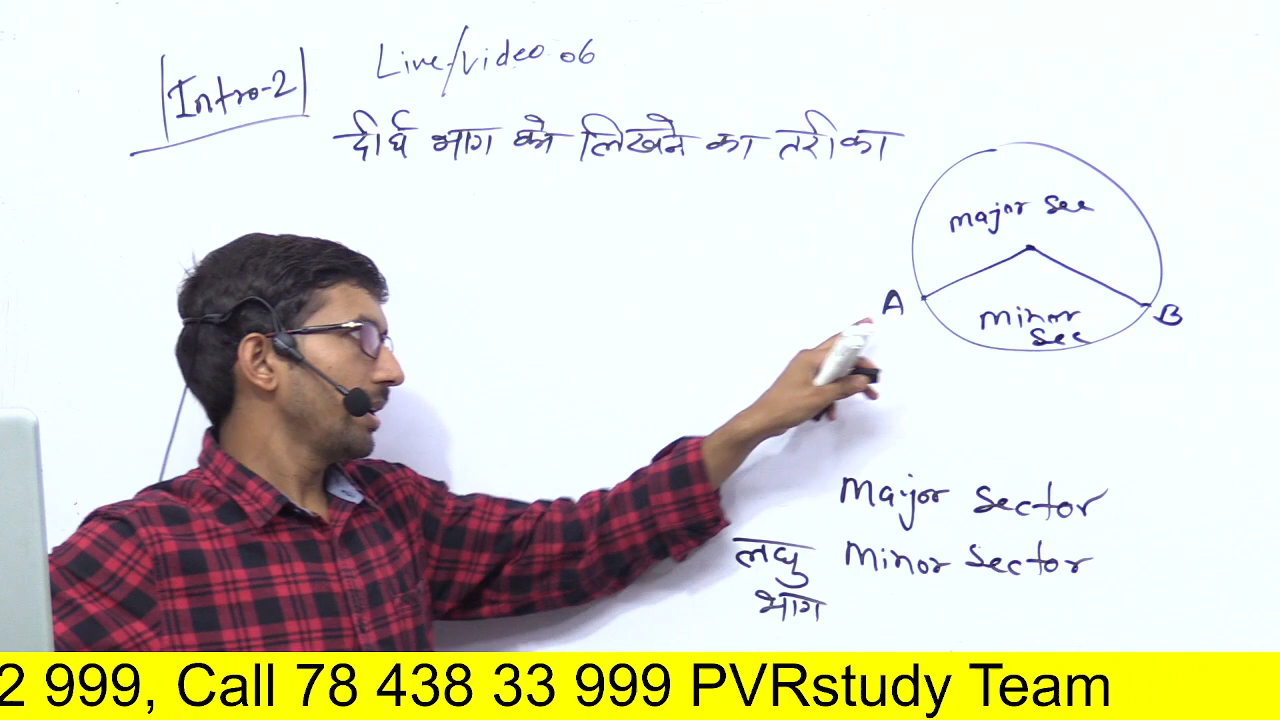 Intro-2
Live/video 06
दीर्घ भाग को लिखने का तरीका
major sec
A
B
minor
sec
Major Sector
लघु Minor Sector
भाग
2 999, Call 78 438 33 999 PVRstudy Team